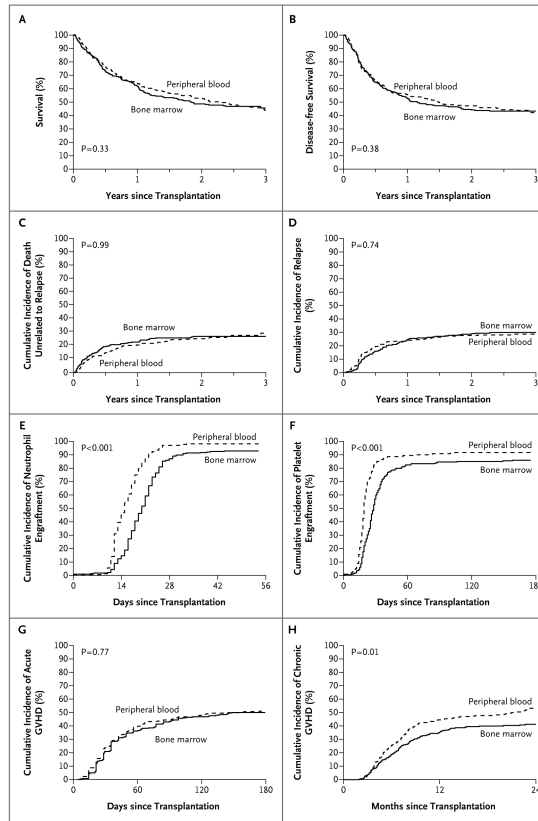 A
Survival (%)
100
90
80
70
60
50
40
30
20
10
0
Peripheral blood
Bone marrow
P=0.33
0 1 2 3
Years since Transplantation
B
Disease-free Survival (%)
100
90
80
70
60
50
40
30
20
10
0
Peripheral blood
Bone marrow
P=0.38
0 1 2 3
Years since Transplantation
C
Cumulative Incidence of Death
Unrelated to Relapse (%)
100
90
80
70
60
50
40
30
20
10
0
P=0.99
Bone marrow
Peripheral blood
0 1 2 3
Years since Transplantation
D
Cumulative Incidence of Relapse
(%)
100
90
80
70
60
50
40
30
20
10
0
P=0.74
Bone marrow
Peripheral blood
0 1 2 3
Years since Transplantation
E
Cumulative Incidence of Neutrophil
Engraftment (%)
100
90
80
70
60
50
40
30
20
10
0
Peripheral blood
P<0.001
Bone marrow
0 14 28 42 56
Days since Transplantation
F
Cumulative Incidence of Platelet
Engraftment (%)
100
90
80
70
60
50
40
30
20
10
0
Peripheral blood
P<0.001
Bone marrow
0 60 120 180
Days since Transplantation
G
Cumulative Incidence of Acute
GVHD (%)
100
90
80
70
60
50
40
30
20
10
0
P=0.77
Peripheral blood
Bone marrow
0 60 120 180
Days since Transplantation
H
Cumulative Incidence of Chronic
GVHD (%)
100
90
80
70
60
50
40
30
20
10
0
P=0.01
Peripheral blood
Bone marrow
0 12 24
Months since Transplantation